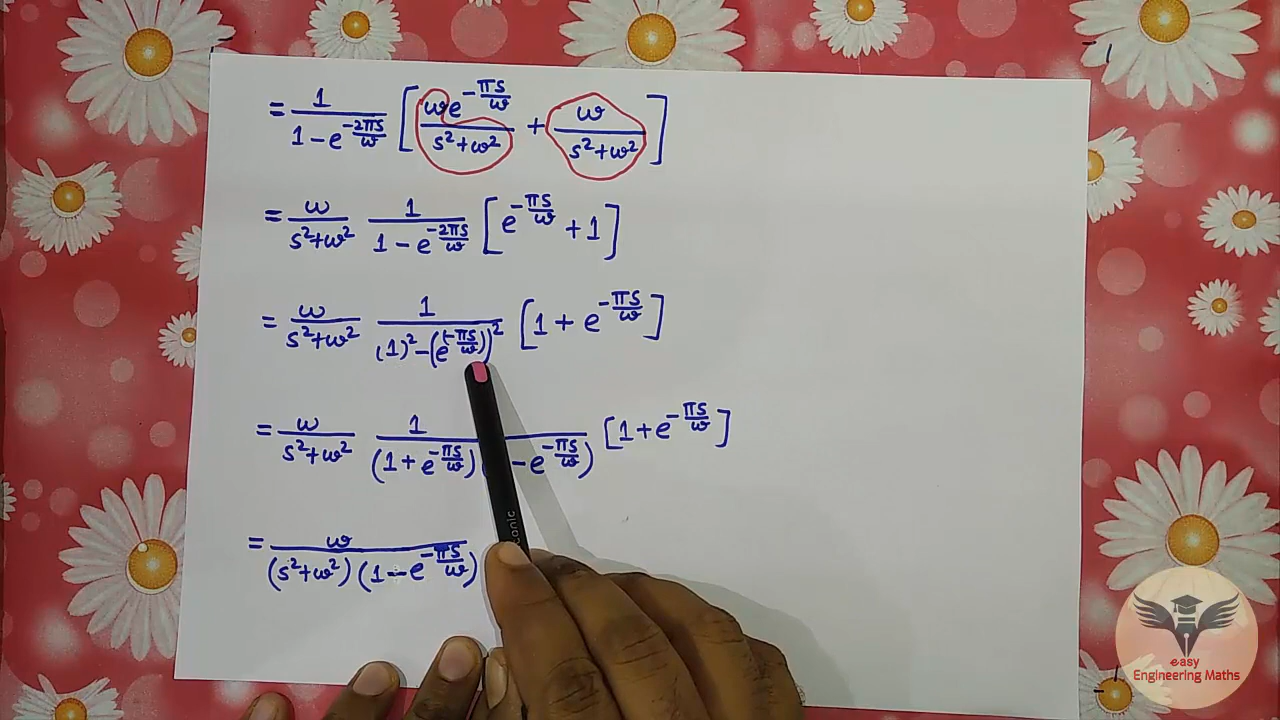 = 1/(1-e^(-2πs/ω)) [ωe^(-πs/ω)/(s²+ω²) + ω/(s²+ω²)]
= ω/(s²+ω²) 1/(1-e^(-2πs/ω)) [e^(-πs/ω) +1]
= ω/(s²+ω²) 1/((1)²-(e^(-πs/ω))²) [1+e^(-πs/ω)]
= ω/(s²+ω²) 1/((1+e^(-πs/ω))( -e^(-πs/ω))) [1+e^(-πs/ω)]
= ω/((s²+ω²)(1-e^(-πs/ω)))
conic
easy
Engineering Maths